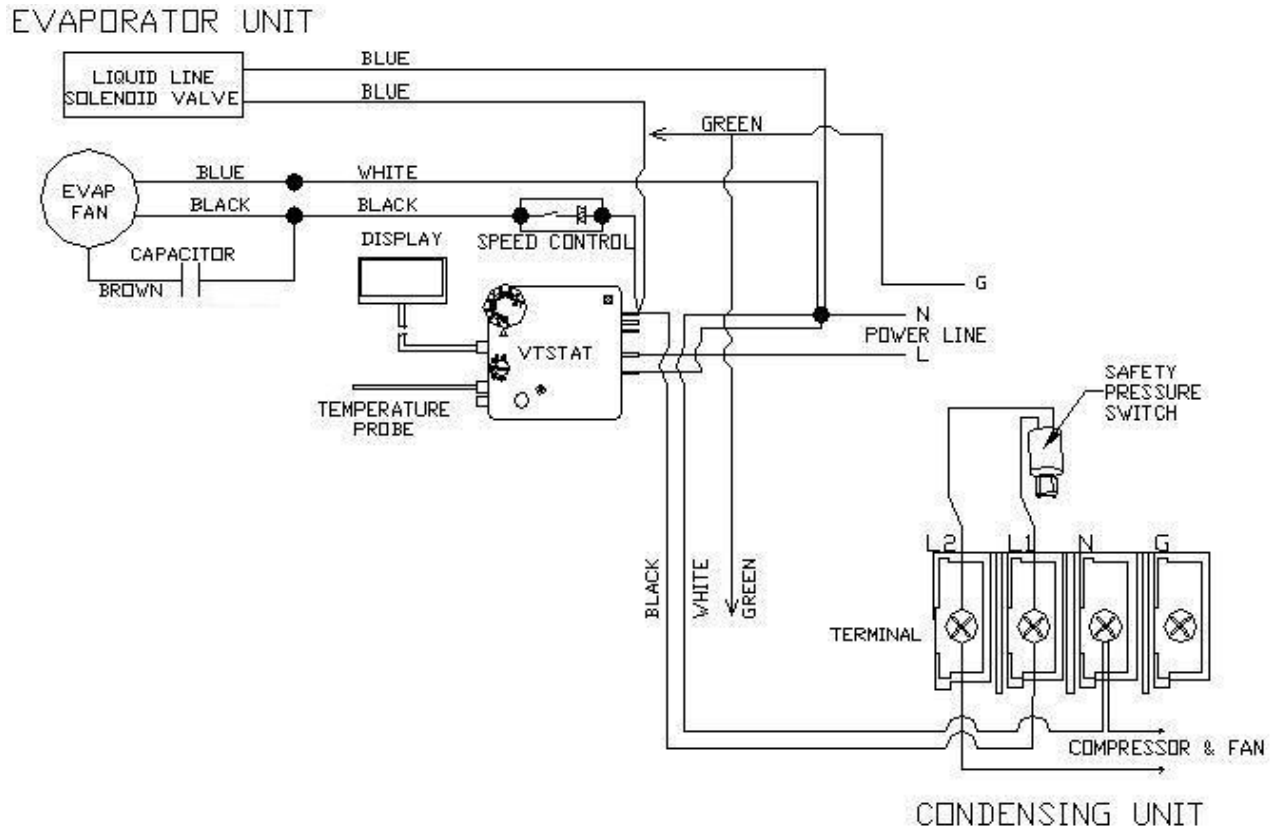 EVAPORATOR UNIT
LIQUID LINE
SOLENOID VALVE
BLUE
BLUE
GREEN
EVAP
FAN
BLUE
WHITE
BLACK
BLACK
CAPACITOR
BROWN
DISPLAY
SPEED CONTROL
VTSTAT
TEMPERATURE
PROBE
G
N
POWER LINE
L
SAFETY
PRESSURE
SWITCH
BLACK
WHITE
GREEN
L2
L1
N
G
TERMINAL
COMPRESSOR & FAN
CONDENSING UNIT